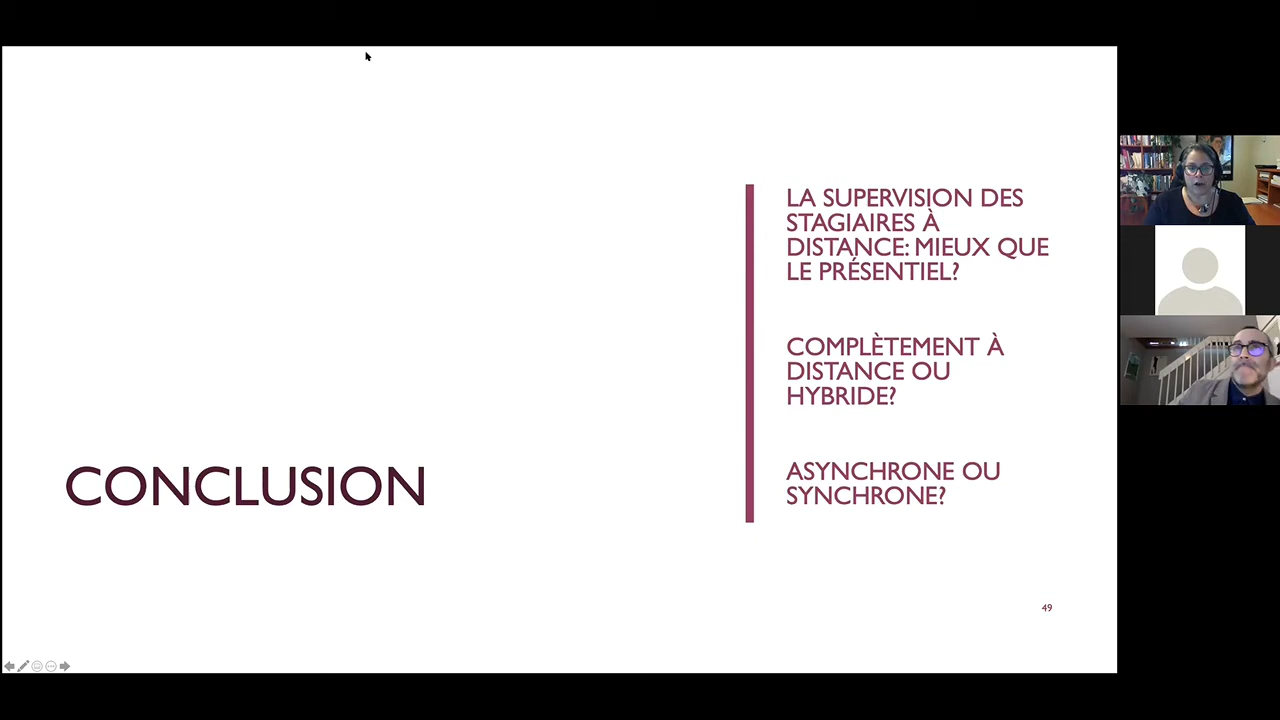 CONCLUSION
LA SUPERVISION DES
STAGIAIRES À
DISTANCE: MIEUX QUE
LE PRÉSENTIEL?
COMPLÈTEMENT À
DISTANCE OU
HYBRIDE?
ASYNCHRONE OU
SYNCHRONE?
49